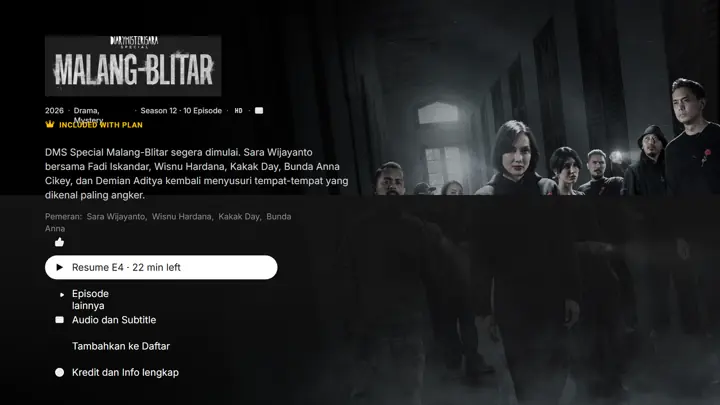 DIARYMISTERISARA
SPECIAL
MALANG-BLITAR
2026 · Drama, Mystery · Season 12 · 10 Episode · HD ·
INCLUDED WITH PLAN
DMS Special Malang-Blitar segera dimulai. Sara Wijayanto
bersama Fadi Iskandar, Wisnu Hardana, Kakak Day, Bunda Anna
Cikey, dan Demian Aditya kembali menyusuri tempat-tempat yang
dikenal paling angker.
Pemeran: Sara Wijayanto, Wisnu Hardana, Kakak Day, Bunda
Anna
Resume E4 · 22 min left
Episode
lainnya
Audio dan Subtitle
Tambahkan ke Daftar
Kredit dan Info lengkap